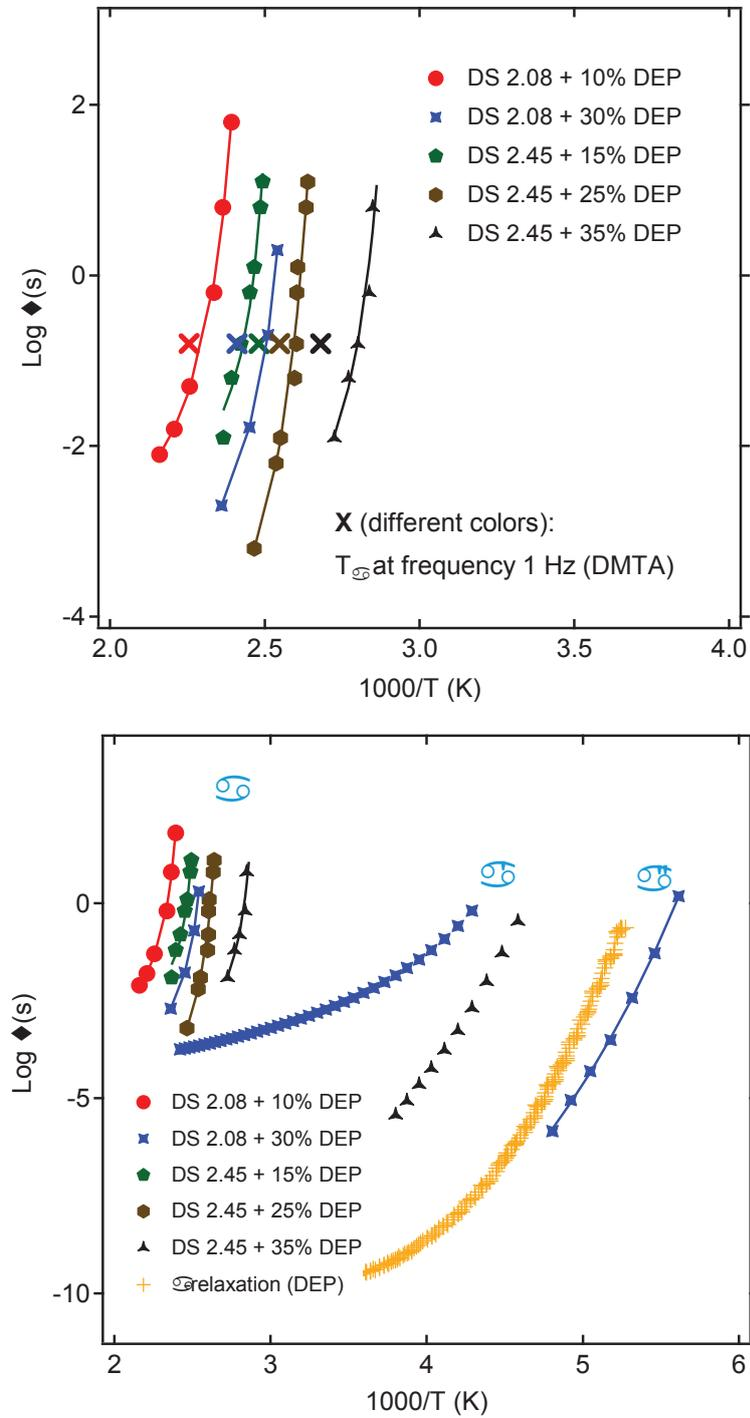 2
0
-2
-4
Log ♦(s)
DS 2.08 + 10% DEP
DS 2.08 + 30% DEP
DS 2.45 + 15% DEP
DS 2.45 + 25% DEP
DS 2.45 + 35% DEP
X (different colors):
T♋ at frequency 1 Hz (DMTA)
2.0 2.5 3.0 3.5 4.0
1000/T (K)
♋ ♋' ♋''
0
-5
-10
Log ♦(s)
DS 2.08 + 10% DEP
DS 2.08 + 30% DEP
DS 2.45 + 15% DEP
DS 2.45 + 25% DEP
DS 2.45 + 35% DEP
♋relaxation (DEP)
2 3 4 5 6
1000/T (K)